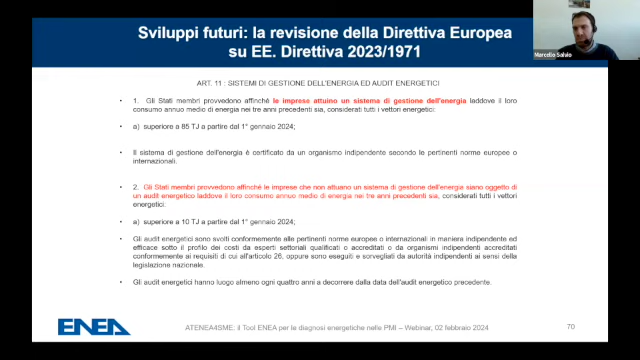 Sviluppi futuri: la revisione della Direttiva Europea
su EE. Direttiva 2023/1971
Marcello Salvio
ART. 11 : SISTEMI DI GESTIONE DELL'ENERGIA ED AUDIT ENERGETICI
• 1. Gli Stati membri provvedono affinché le imprese attuino un sistema di gestione dell'energia laddove il loro
consumo annuo medio di energia nei tre anni precedenti sia, considerati tutti i vettori energetici:
• a) superiore a 85 TJ a partire dal 1° gennaio 2024;
• Il sistema di gestione dell'energia è certificato da un organismo indipendente secondo le pertinenti norme europee o
internazionali.
• 2. Gli Stati membri provvedono affinché le imprese che non attuano un sistema di gestione dell'energia siano oggetto di
un audit energetico laddove il loro consumo annuo medio di energia nei tre anni precedenti sia, considerati tutti i vettori
energetici:
• a) superiore a 10 TJ a partire dal 1° gennaio 2024;
• Gli audit energetici sono svolti conformemente alle pertinenti norme europee o internazionali in maniera indipendente ed
efficace sotto il profilo dei costi da esperti settoriali qualificati o accreditati o da organismi indipendenti accreditati
conformemente ai requisiti di cui all'articolo 26, oppure sono eseguiti e sorvegliati da autorità indipendenti ai sensi della
legislazione nazionale.
• Gli audit energetici hanno luogo almeno ogni quattro anni a decorrere dalla data dell'audit energetico precedente.
ENEA
ATENEA4SME: il Tool ENEA per le diagnosi energetiche nelle PMI – Webinar, 02 febbraio 2024
70